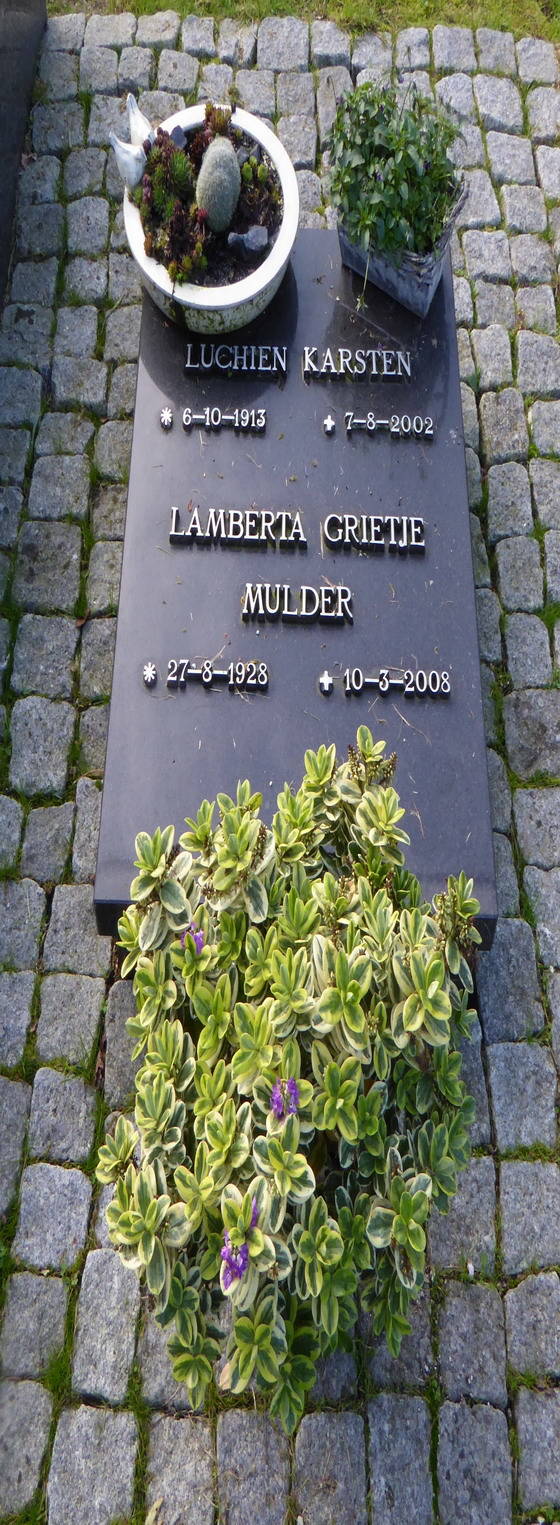 LUCHIEN KARSTEN
* 6-10-1913 + 7-8-2002
LAMBERTA GRIETJE
MULDER
* 27-8-1928 + 10-3-2008